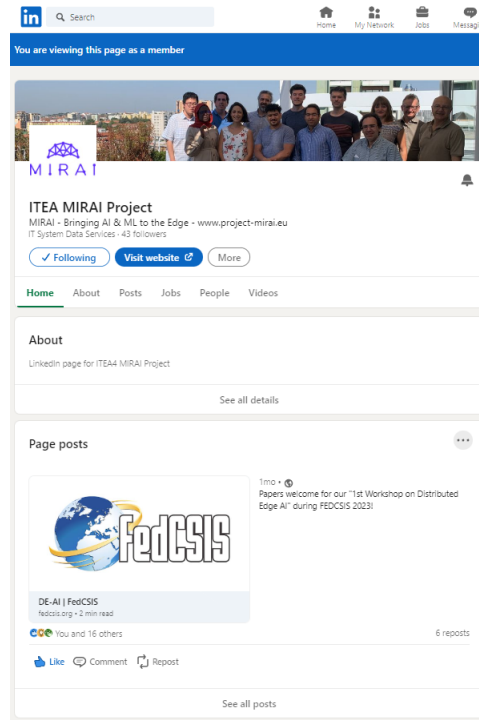 in
Search
Home
My Network
Jobs
Messagi
You are viewing this page as a member
MIRAI
ITEA MIRAI Project
MIRAI - Bringing AI & ML to the Edge - www.project-mirai.eu
IT System Data Services · 43 followers
✓ Following
Visit website
More
Home
About
Posts
Jobs
People
Videos
About
LinkedIn page for ITEA4 MIRAI Project
See all details
Page posts
1mo •
Papers welcome for our "1st Workshop on Distributed
Edge AI" during FEDCSIS 2023!
FedCSIS
DE-AI | FedCSIS
fedcsis.org • 2 min read
You and 16 others
6 reposts
Like
Comment
Repost
See all posts